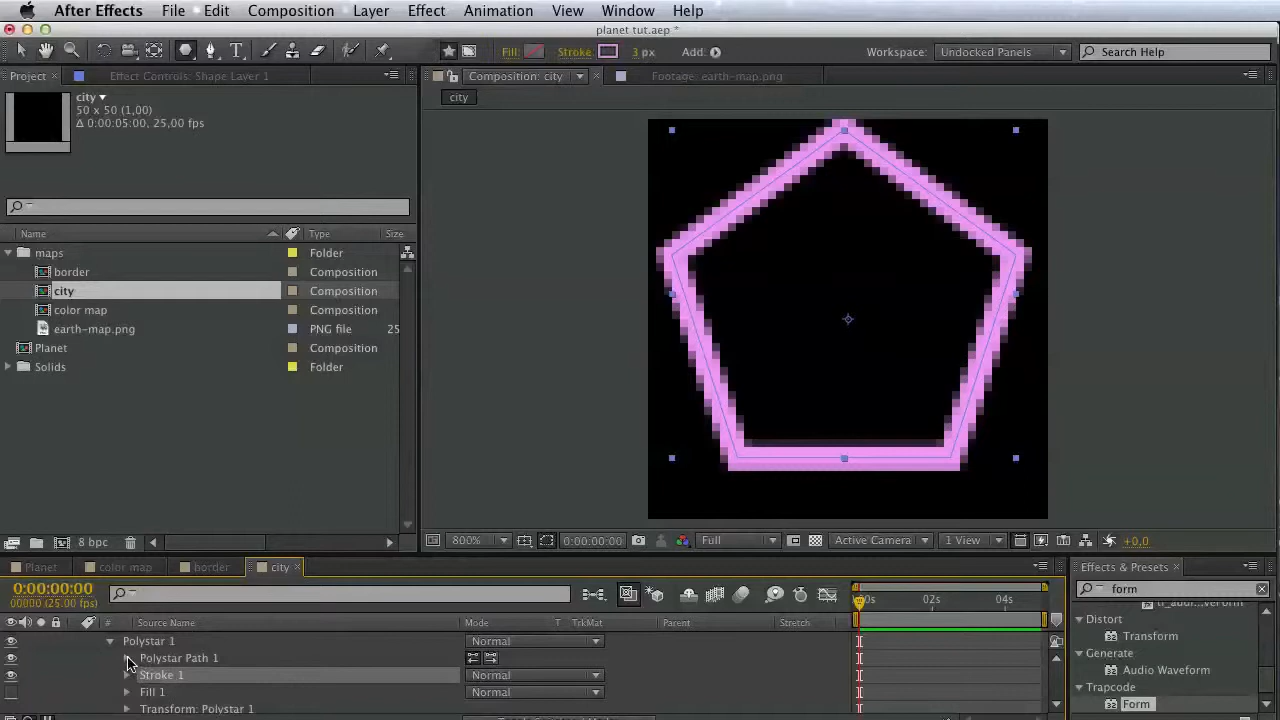 After Effects File Edit Composition Layer Effect Animation View Window Help
planet tut.aep *
Fill: Stroke: 3 px Add: Workspace: Undocked Panels Search Help
Project Effect Controls: Shape Layer 1 Composition: city Footage: earth-map.png
city
50 x 50 (1,00)
Δ 0:00:05:00, 25,00 fps
city
Name Type Size
maps Folder
border Composition
city Composition
color map Composition
earth-map.png PNG file 25
Planet Composition
Solids Folder
8 bpc 800% 0:00:00:00 Full Active Camera 1 View +0,0
Planet color map border city Effects & Presets
0:00:00:00
00000 (25.00 fps)
form
02s 04s
# Source Name Mode T TrkMat Parent Stretch
Distort
Transform
Generate
Audio Waveform
Trapcode
Form
Polystar 1 Normal
Polystar Path 1
Stroke 1 Normal
Fill 1 Normal
Transform: Polystar 1